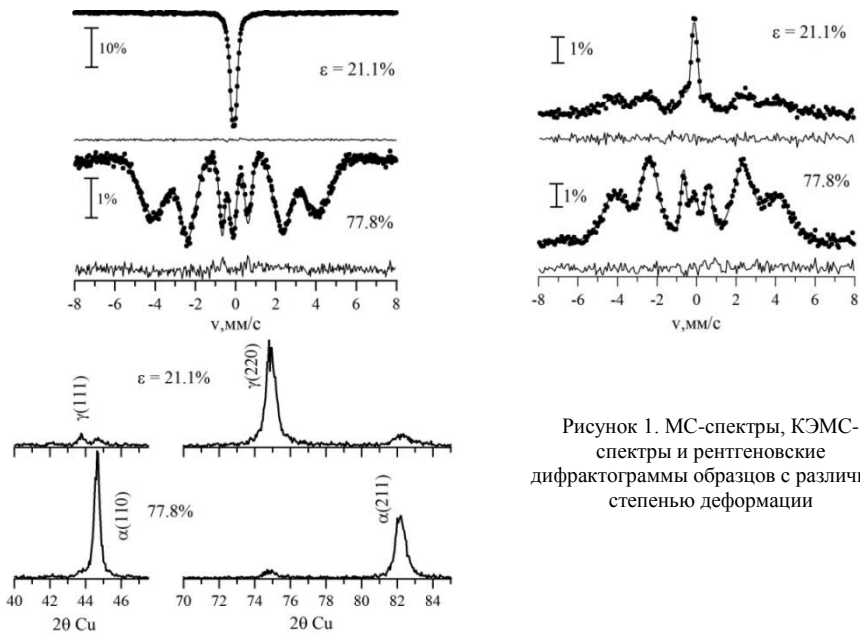 10%
ε = 21.1%
1%
77.8%
-8 -6 -4 -2 0 2 4 6 8
v,мм/с
1%
ε = 21.1%
1%
77.8%
-8 -6 -4 -2 0 2 4 6 8
v,мм/с
γ(111)
ε = 21.1%
γ(220)
α(110)
77.8%
α(211)
40 42 44 46
70 72 74 76 78 80 82 84
2θ Cu
2θ Cu
Рисунок 1. МС-спектры, КЭМС-
спектры и рентгеновские
дифрактограммы образцов с различн
степенью деформации